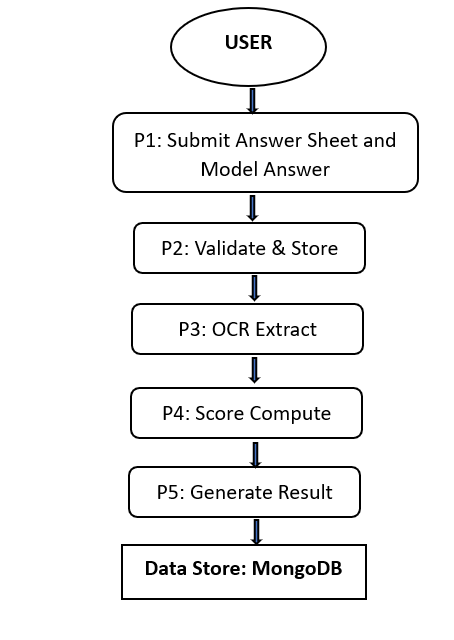 USER
P1: Submit Answer Sheet and
Model Answer
P2: Validate & Store
P3: OCR Extract
P4: Score Compute
P5: Generate Result
Data Store: MongoDB